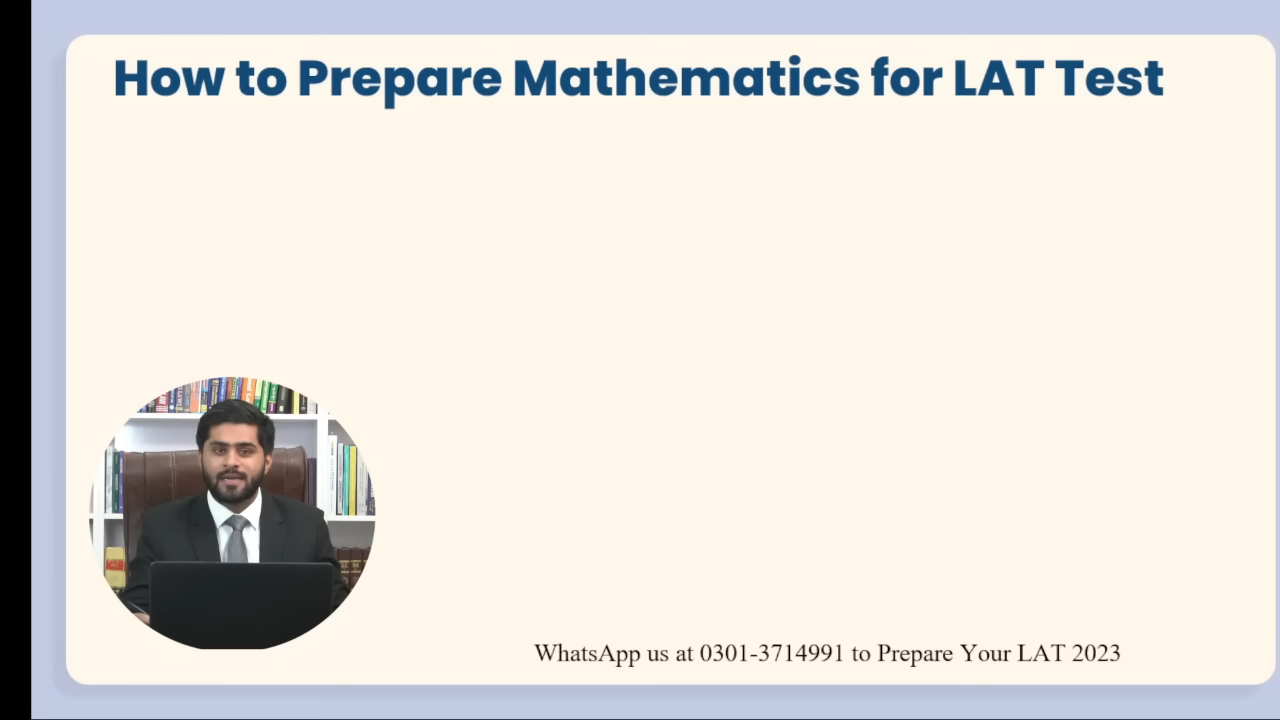 How to Prepare Mathematics for LAT Test
WhatsApp us at 0301-3714991 to Prepare Your LAT 2023